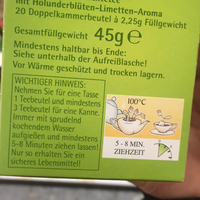 mit Holunderblüten-Limetten-Aroma
20 Doppelkammerbeutel à 2,25g Füllgewicht
Gesamtfüllgewicht 45g ℮
Mindestens haltbar bis Ende:
Siehe unterhalb der Aufreißlasche!
Vor Wärme geschützt und trocken lagern.
WICHTIGER HINWEIS:
Nehmen Sie für eine Tasse
1 Teebeutel und mindestens
3 Teebeutel für eine Kanne.
Immer mit sprudelnd
kochendem Wasser
aufgießen und mindestens
5-8 Minuten ziehen lassen!
Nur so erhalten Sie ein
sicheres Lebensmittel!
100°C
5 - 8 MIN.
ZIEHZEIT